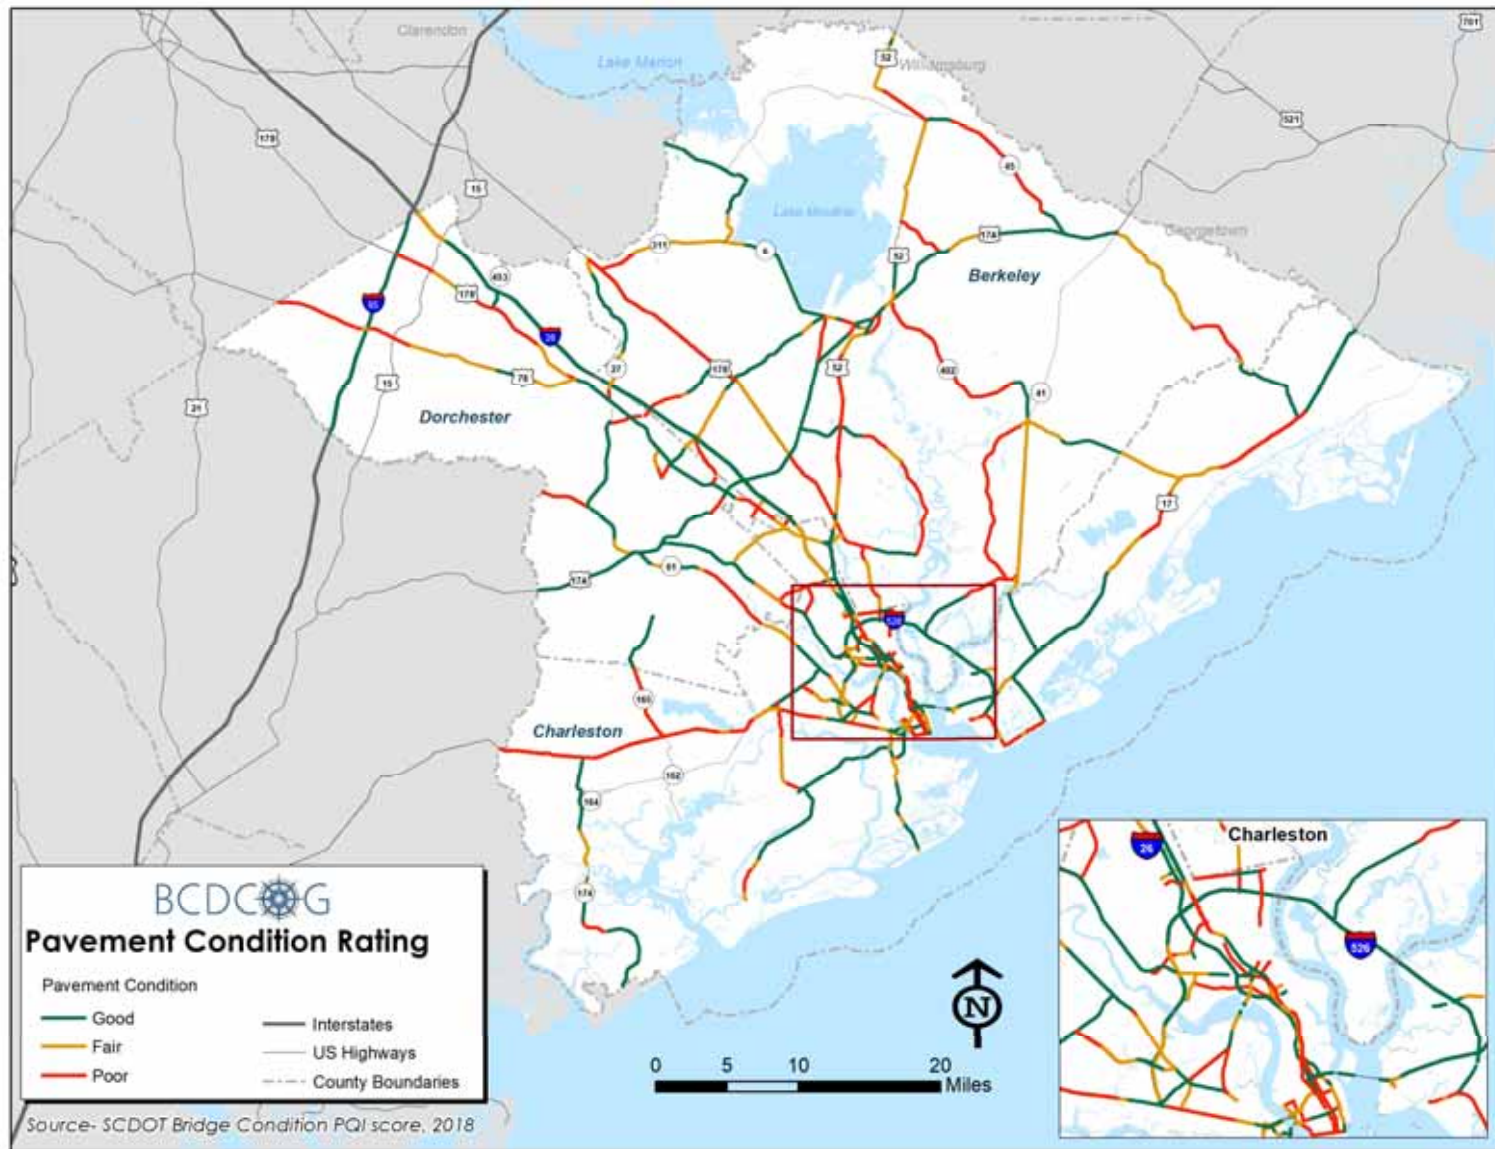 Clarendon
701
Lake Marion
52
Williamsburg
521
178
45
15
Lake Moultrie
Georgetown
17A
311
6
52
453
Berkeley
95
178
26
27
178
52
402
41
15
78
21
Dorchester
17
61
17A
526
165
Charleston
162
164
174
Charleston
26
526
BCDCOG
Pavement Condition Rating
Pavement Condition
Good
Fair
Poor
Interstates
US Highways
County Boundaries
Source- SCDOT Bridge Condition PQI score, 2018
N
0 5 10 20
Miles